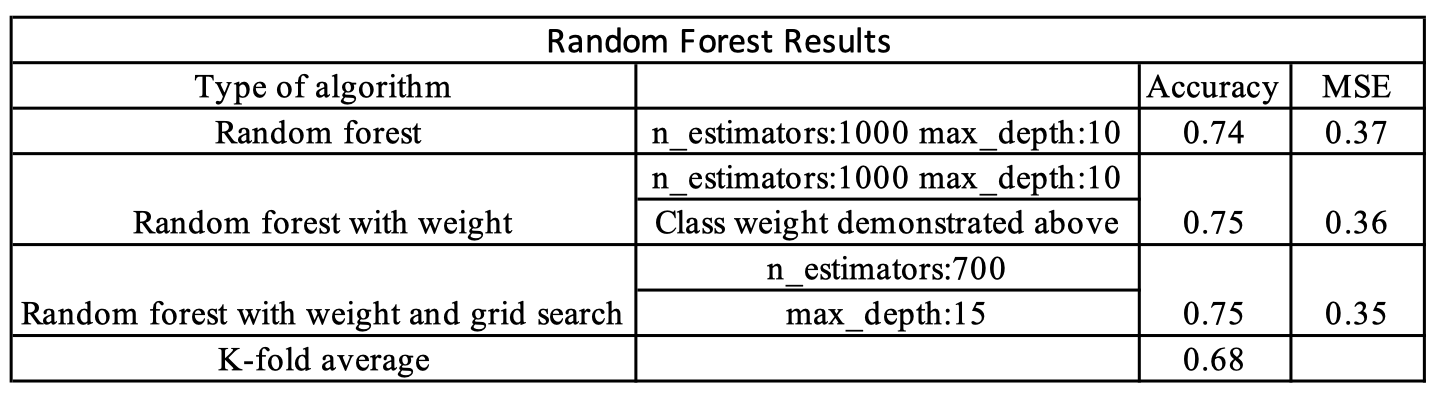 Random Forest Results
Type of algorithm Accuracy MSE
Random forest n_estimators:1000 max_depth:10 0.74 0.37
n_estimators:1000 max_depth:10
Random forest with weight Class weight demonstrated above 0.75 0.36
n_estimators:700
Random forest with weight and grid search max_depth:15 0.75 0.35
K-fold average 0.68